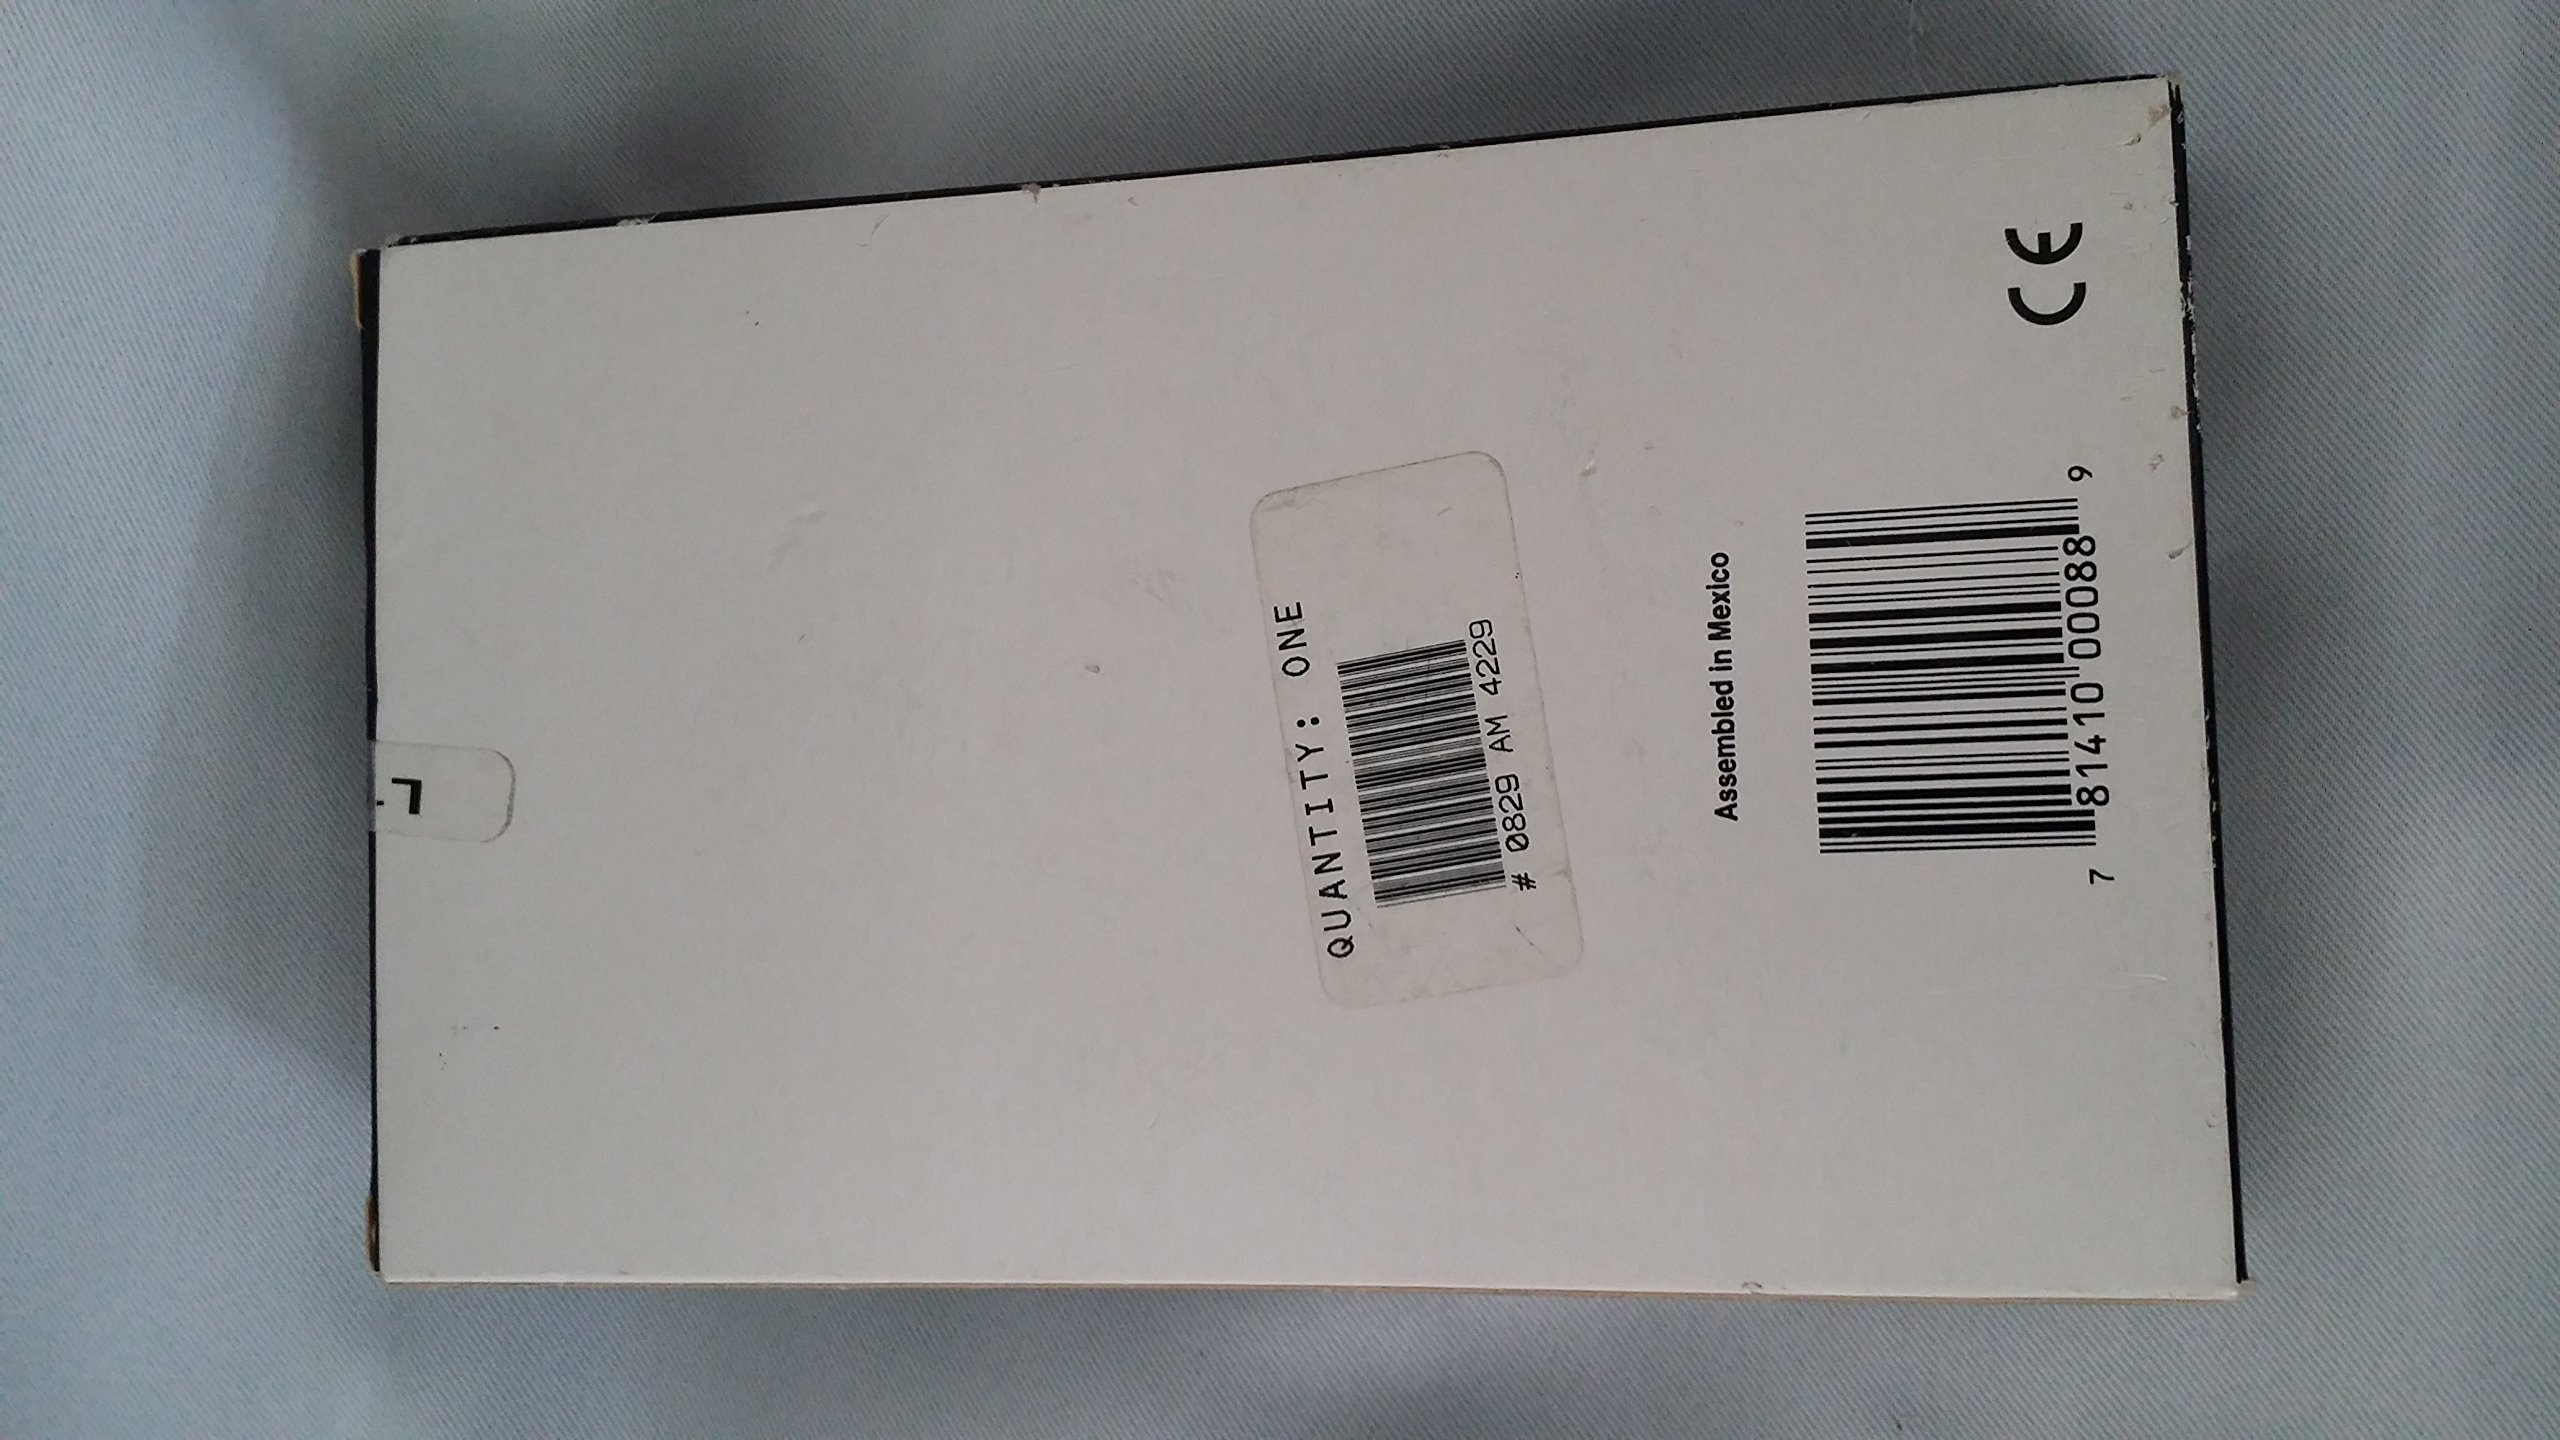 L
QUANTITY: ONE
# 0829 AM 4229
Assembled in Mexico
7 81410 00088 9
CE